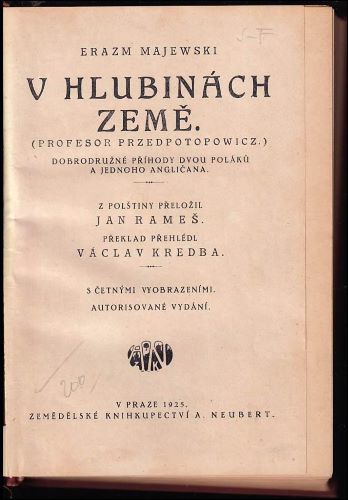 S-F
ERAZM MAJEWSKI
V HLUBINÁCH
ZEMĚ.
(PROFESOR PRZEDPOTOPOWICZ.)
DOBRODRUŽNÉ PŘÍHODY DVOU POLÁKŮ
A JEDNOHO ANGLIČANA.
Z POLŠTINY PŘELOŽIL
JAN RAMEŠ.
PŘEKLAD PŘEHLÉDL
VÁCLAV KREDBA.
S ČETNÝMI VYOBRAZENÍMI.
AUTORISOVANÉ VYDÁNÍ.
200,
V PRAZE 1925.
ZEMĚDĚLSKÉ KNIHKUPECTVÍ A. NEUBERT.